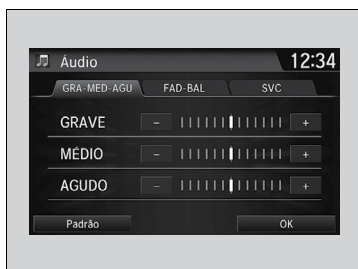 Áudio 12:34
GRA-MED-AGU FAD-BAL SVC
GRAVE - +
MÉDIO - +
AGUDO - +
Padrão OK